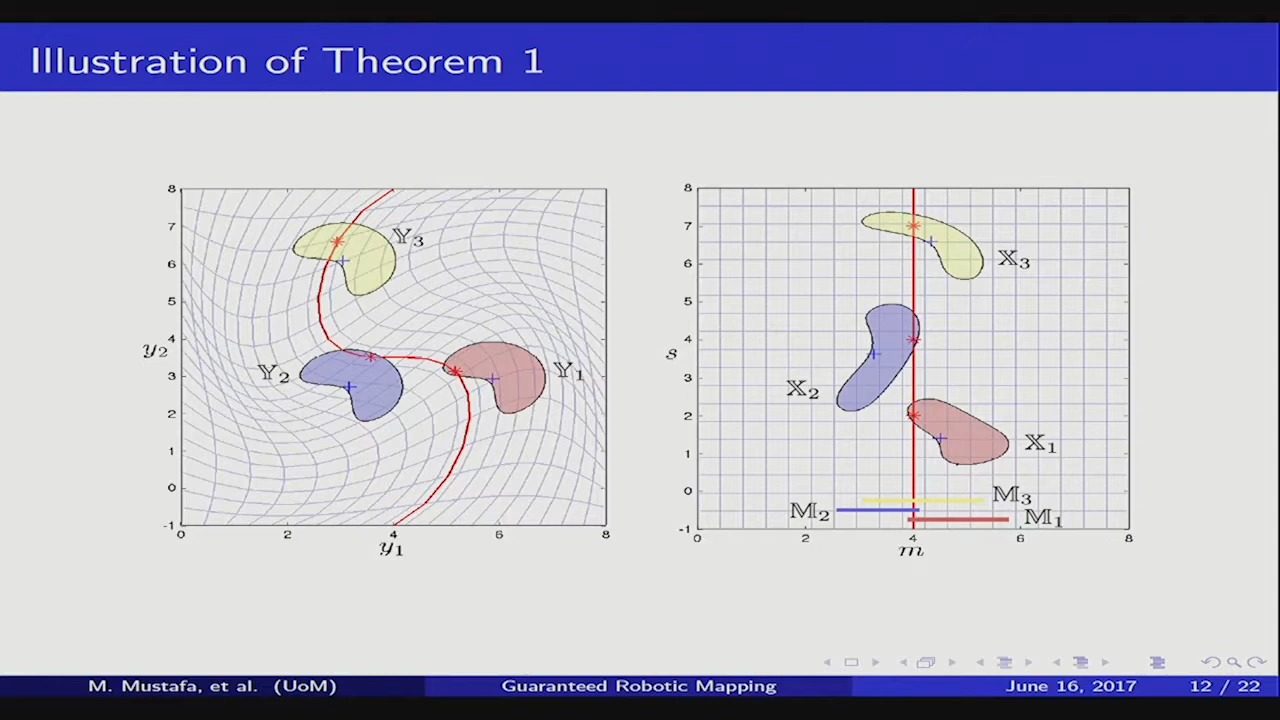 Illustration of Theorem 1
8
7
6
5
4
3
2
1
0
-1
0
2
4
6
8
y₂
y₁
𝕐₃
𝕐₂
𝕐₁
8
7
6
5
4
3
2
1
0
-1
0
2
4
6
8
s
m
𝕏₃
𝕏₂
𝕏₁
𝕄₃
𝕄₂
𝕄₁
M. Mustafa, et al. (UoM) Guaranteed Robotic Mapping June 16, 2017 12 / 22